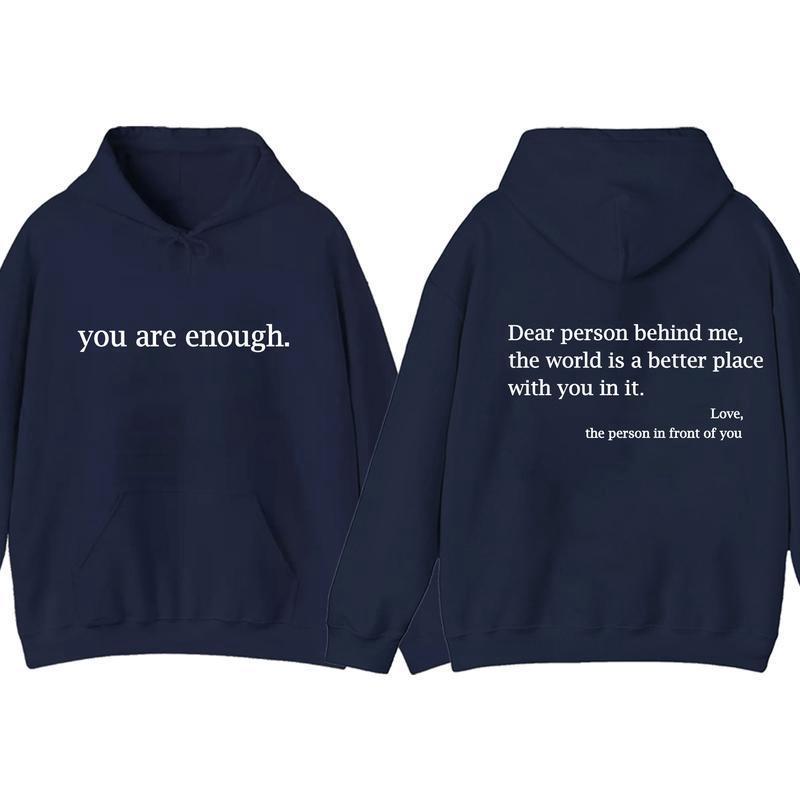 you are enough.
Dear person behind me,
the world is a better place
with you in it.
Love,
the person in front of you